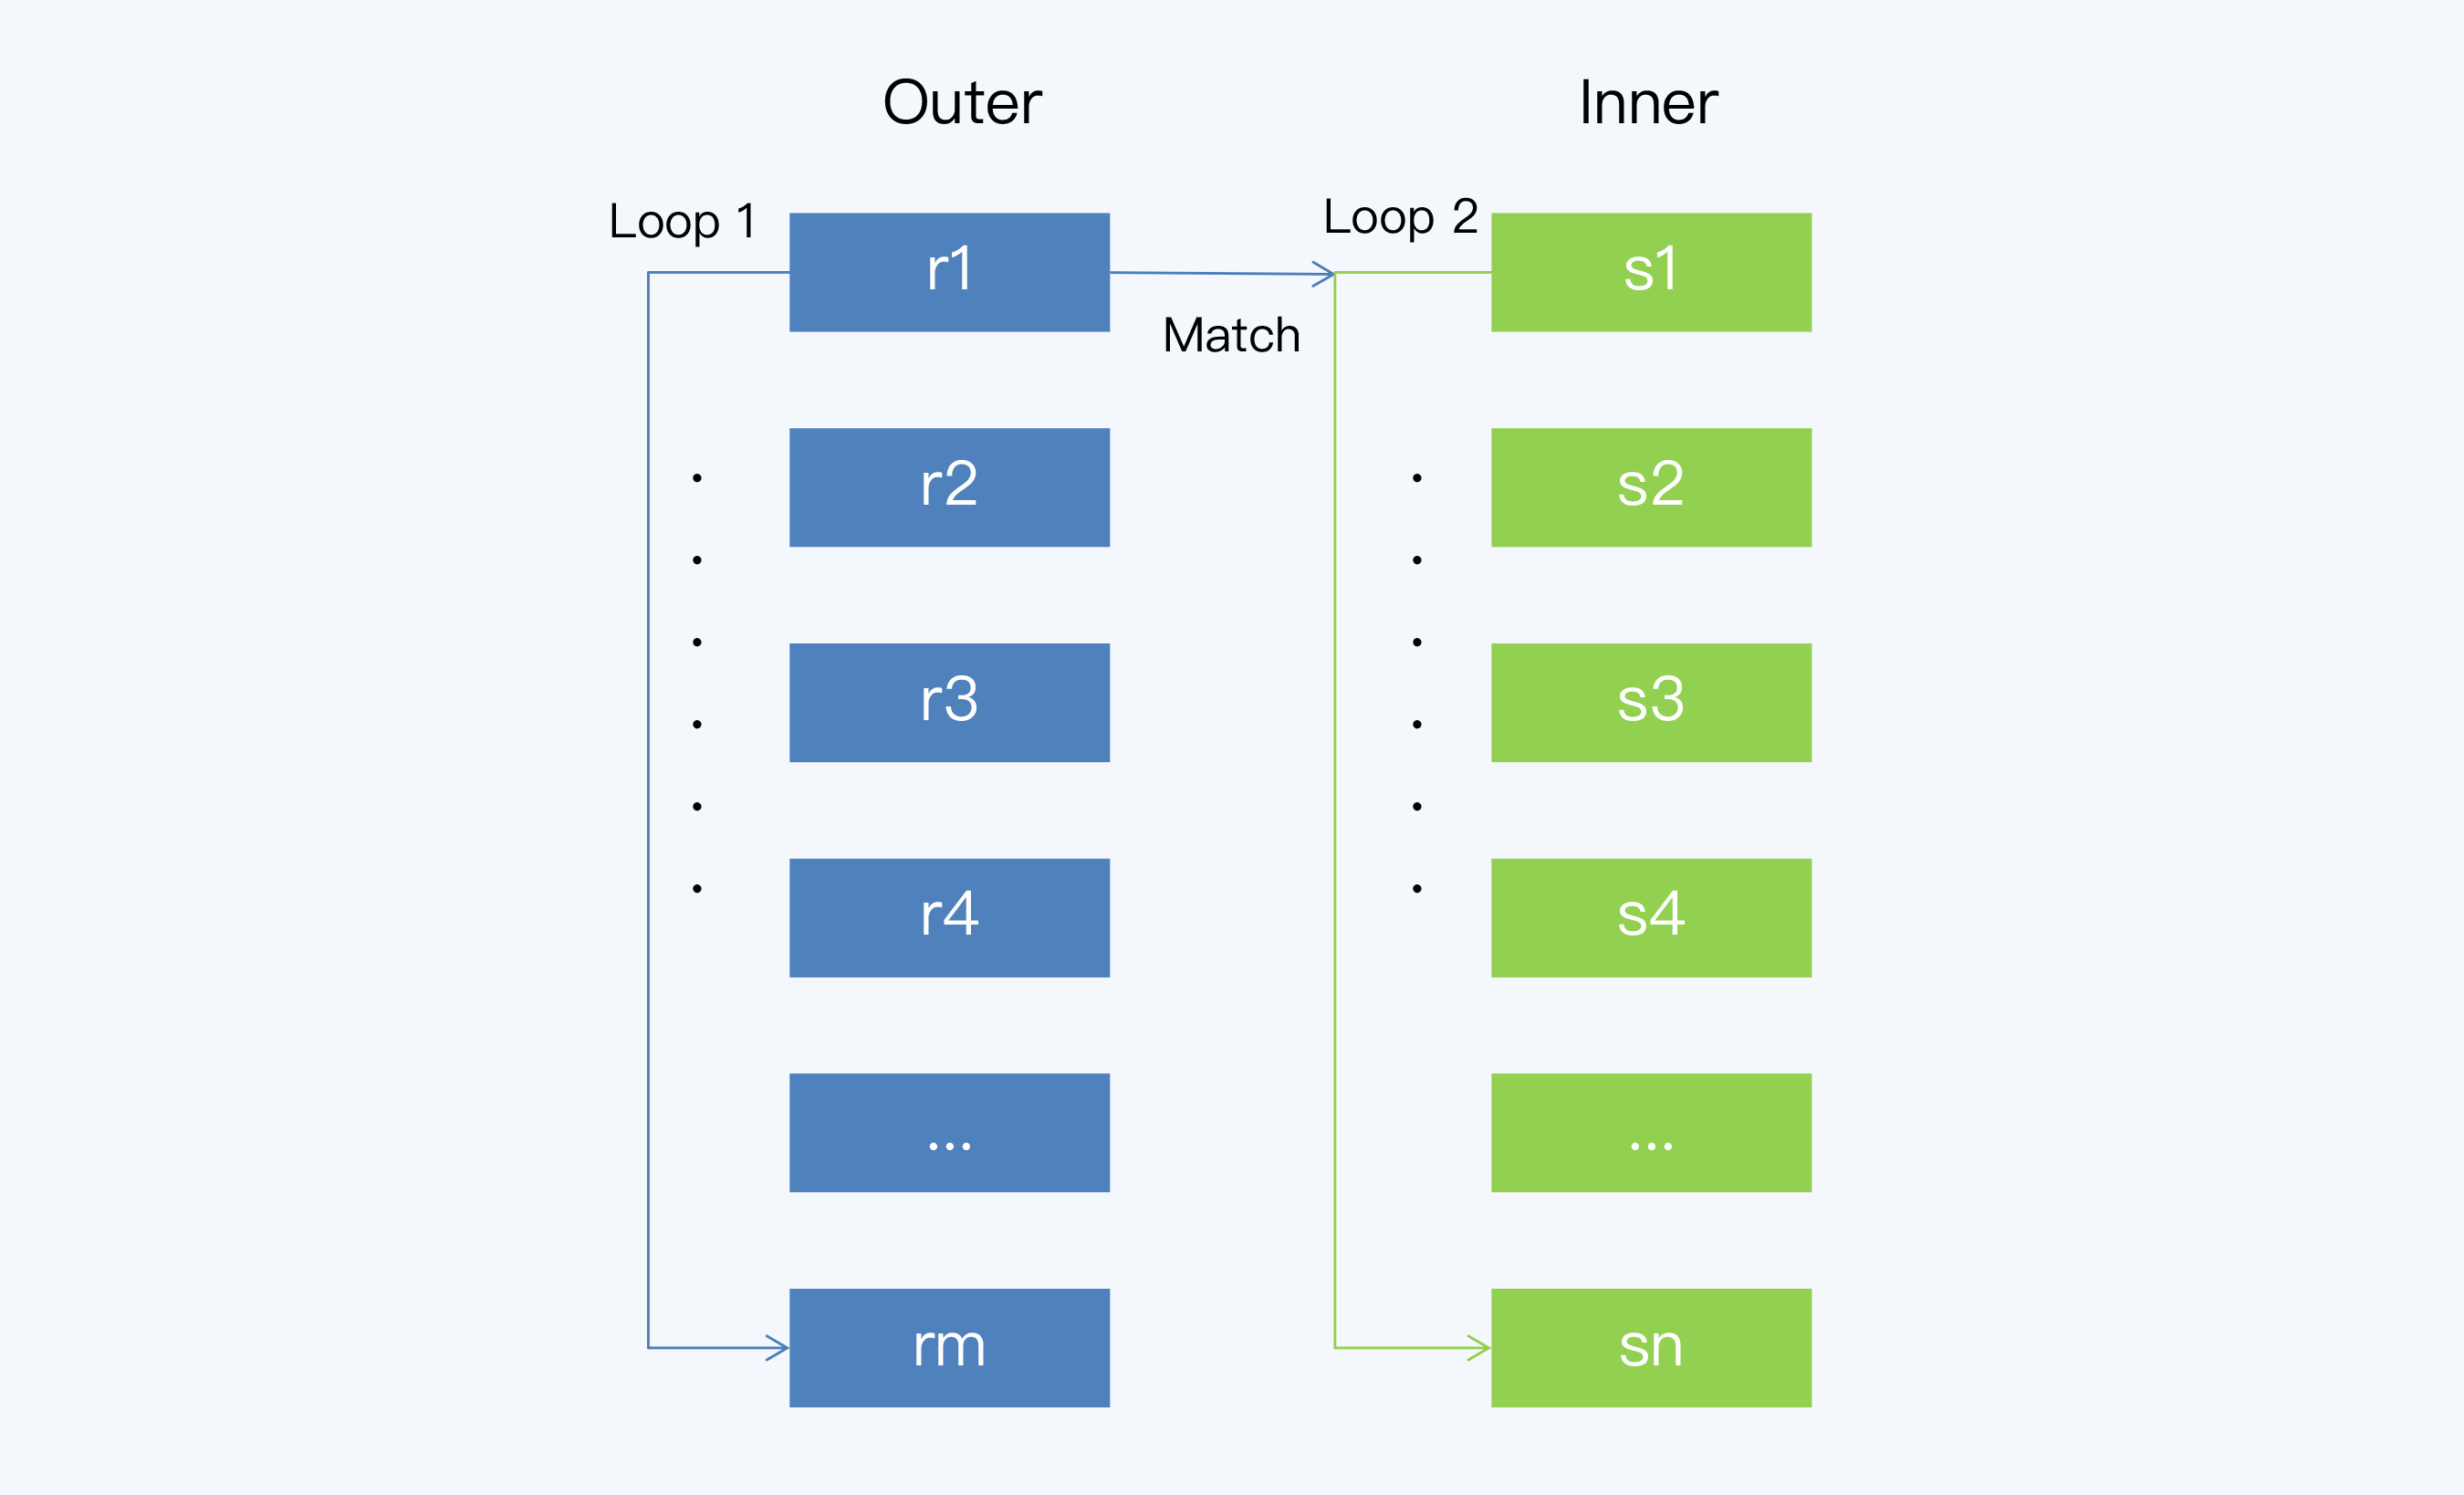 Outer
Inner
Loop 1
Loop 2
r1
s1
Match
r2
s2
r3
s3
r4
s4
...
...
rm
sn